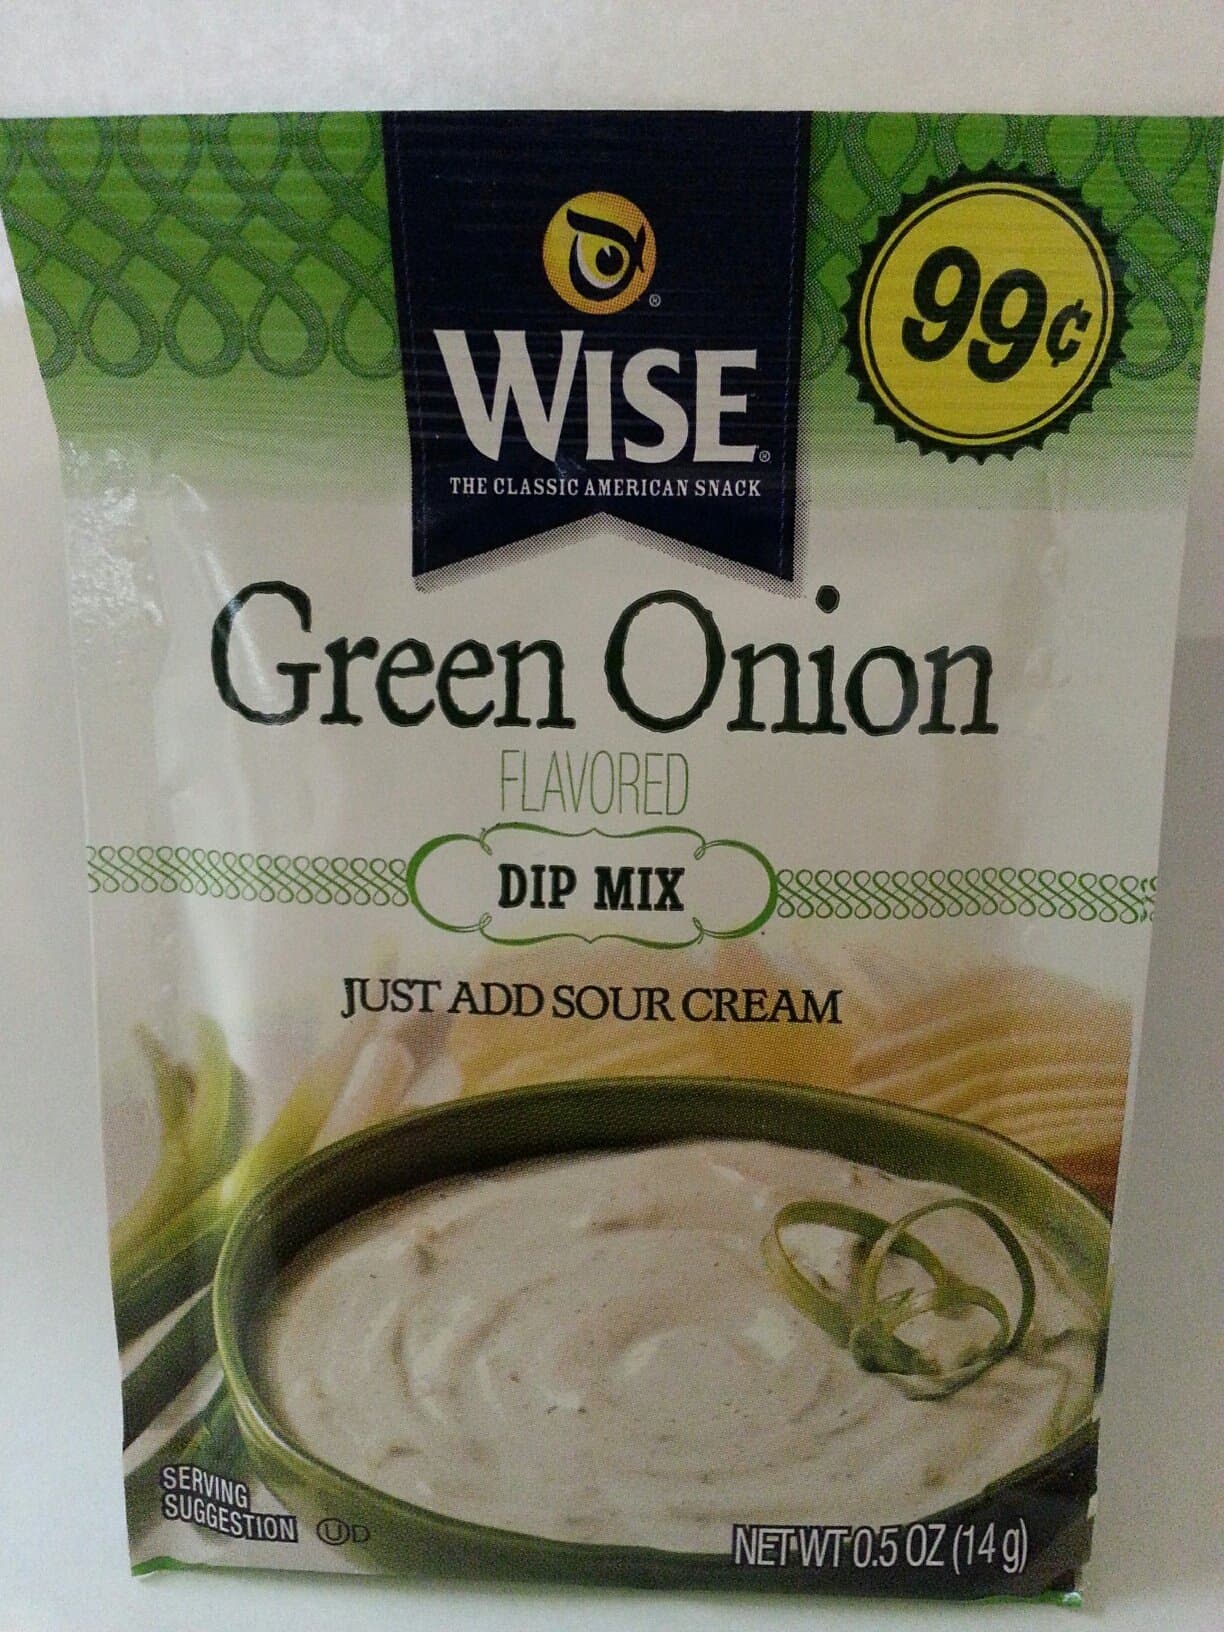 99¢
®
WISE®
THE CLASSIC AMERICAN SNACK
Green Onion
FLAVORED
DIP MIX
JUST ADD SOUR CREAM
SERVING
SUGGESTION
ⓊD
NET WT 0.5 OZ (14 g)